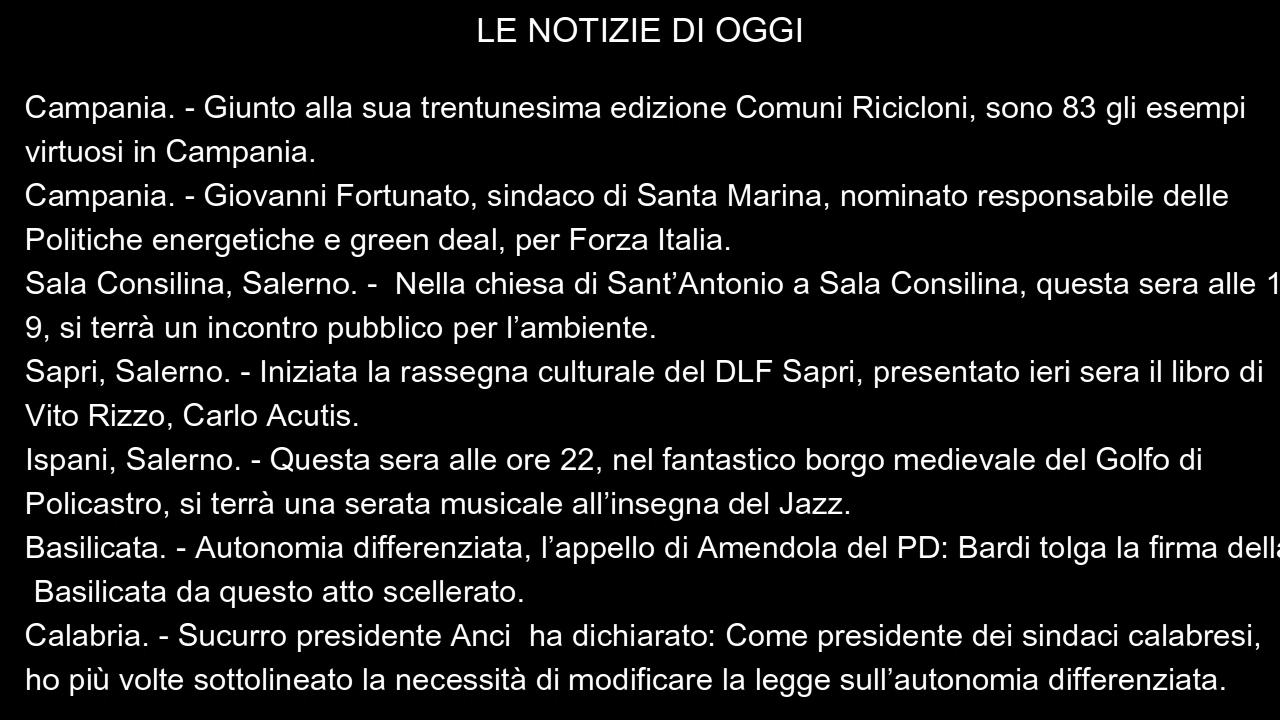 LE NOTIZIE DI OGGI
Campania. - Giunto alla sua trentunesima edizione Comuni Ricicloni, sono 83 gli esempi
virtuosi in Campania.
Campania. - Giovanni Fortunato, sindaco di Santa Marina, nominato responsabile delle
Politiche energetiche e green deal, per Forza Italia.
Sala Consilina, Salerno. -  Nella chiesa di Sant’Antonio a Sala Consilina, questa sera alle 1
9, si terrà un incontro pubblico per l’ambiente.
Sapri, Salerno. - Iniziata la rassegna culturale del DLF Sapri, presentato ieri sera il libro di
Vito Rizzo, Carlo Acutis.
Ispani, Salerno. - Questa sera alle ore 22, nel fantastico borgo medievale del Golfo di
Policastro, si terrà una serata musicale all’insegna del Jazz.
Basilicata. - Autonomia differenziata, l’appello di Amendola del PD: Bardi tolga la firma della
Basilicata da questo atto scellerato.
Calabria. - Sucurro presidente Anci  ha dichiarato: Come presidente dei sindaci calabresi,
ho più volte sottolineato la necessità di modificare la legge sull’autonomia differenziata.